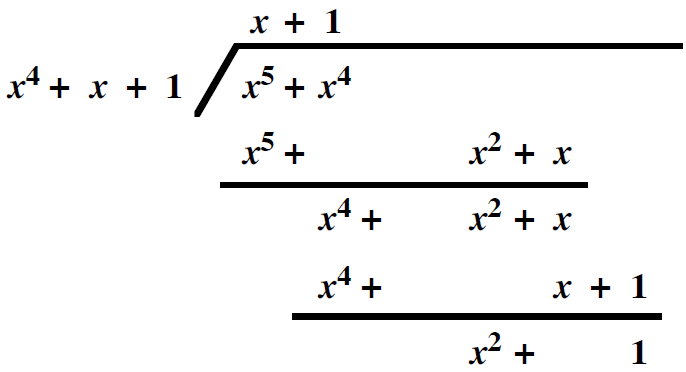 x + 1
x⁴ + x + 1 x⁵ + x⁴
x⁵ + x² + x
x⁴ + x² + x
x⁴ + x + 1
x² + 1